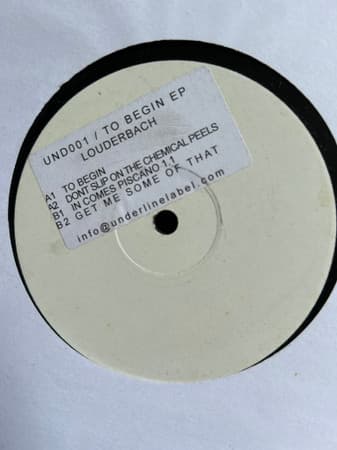 UND001 / TO BEGIN EP
LOUDERBACH
A1 TO BEGIN
A2 DONT SLIP ON THE CHEMICAL PEELS
B1 IN COMES PISCANO 1.1
B2 GET ME SOME OF THAT
info@underlinelabel.com